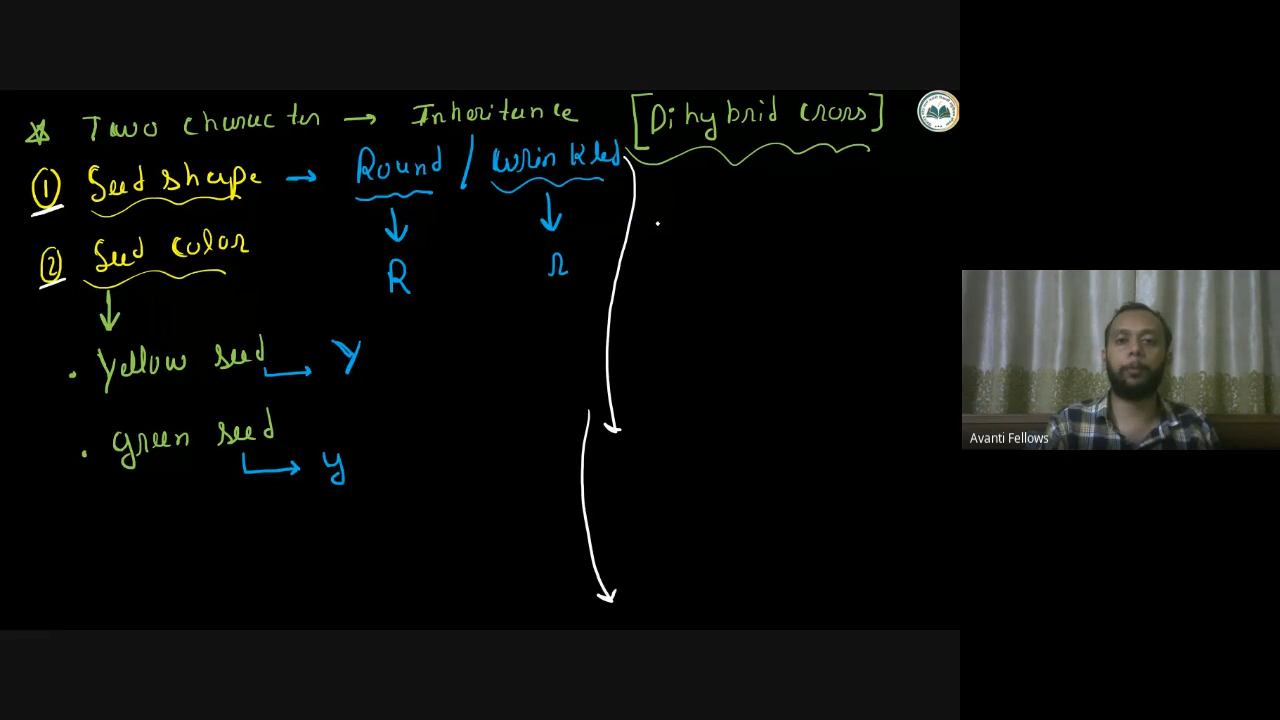 * Two character → Inheritance [Dihybrid cross]
① Seed shape → Round / wrinkled
↓ ↓
R r
② Seed color
↓
• Yellow seed → Y
• green seed → y
Avanti Fellows